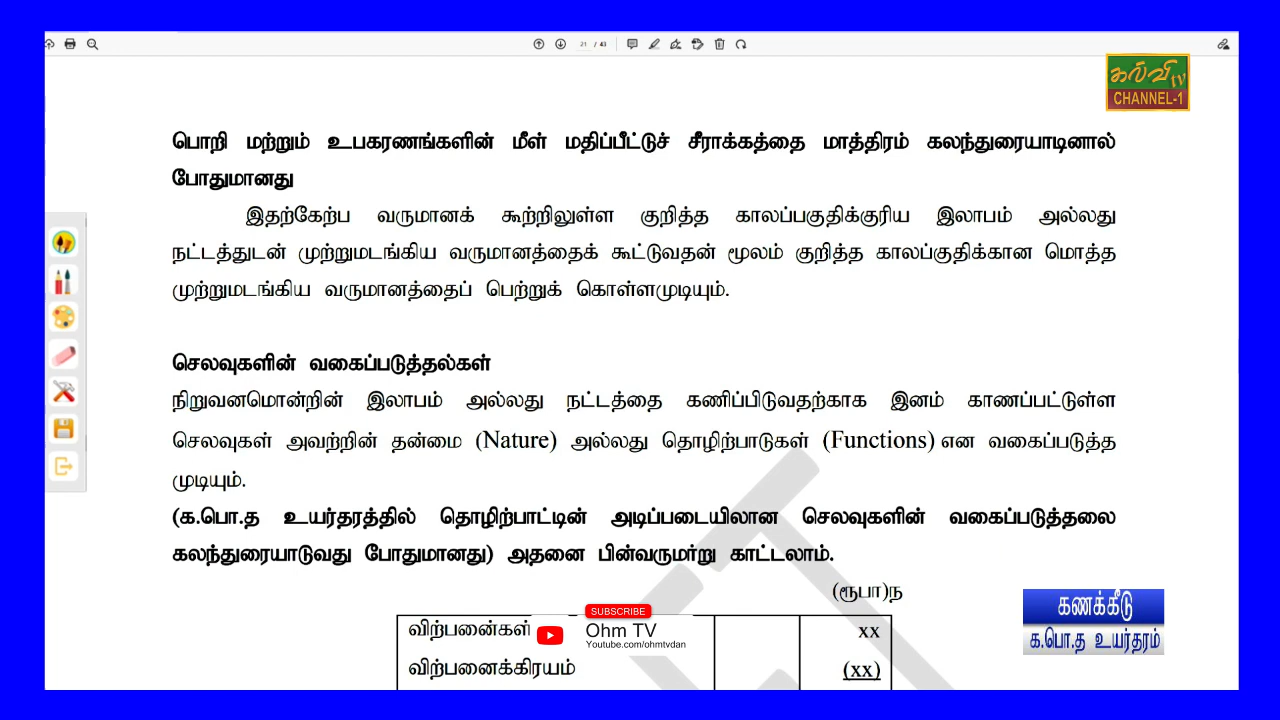 21 / 43
கல்வி TV
CHANNEL-1
பொறி மற்றும் உபகரணங்களின் மீள் மதிப்பீட்டுச் சீராக்கத்தை மாத்திரம் கலந்துரையாடினால்
போதுமானது
இதற்கேற்ப வருமானக் கூற்றிலுள்ள குறித்த காலப்பகுதிக்குரிய இலாபம் அல்லது
நட்டத்துடன் முற்றுமடங்கிய வருமானத்தைக் கூட்டுவதன் மூலம் குறித்த காலப்குதிக்கான மொத்த
முற்றுமடங்கிய வருமானத்தைப் பெற்றுக் கொள்ளமுடியும்.
செலவுகளின் வகைப்படுத்தல்கள்
நிறுவனமொன்றின் இலாபம் அல்லது நட்டத்தை கணிப்பிடுவதற்காக இனம் காணப்பட்டுள்ள
செலவுகள் அவற்றின் தன்மை (Nature) அல்லது தொழிற்பாடுகள் (Functions) என வகைப்படுத்த
முடியும்.
(க.பொ.த உயர்தரத்தில் தொழிற்பாட்டின் அடிப்படையிலான செலவுகளின் வகைப்படுத்தலை
கலந்துரையாடுவது போதுமானது) அதனை பின்வருமர்று காட்டலாம்.
(ரூபா)ந
விற்பனை்கள் xx
விற்பனைக்கிரயம் (xx)
SUBSCRIBE
Ohm TV
Youtube.com/ohmtvdan
கணக்கீடு
க.பொ.த உயர்தரம்